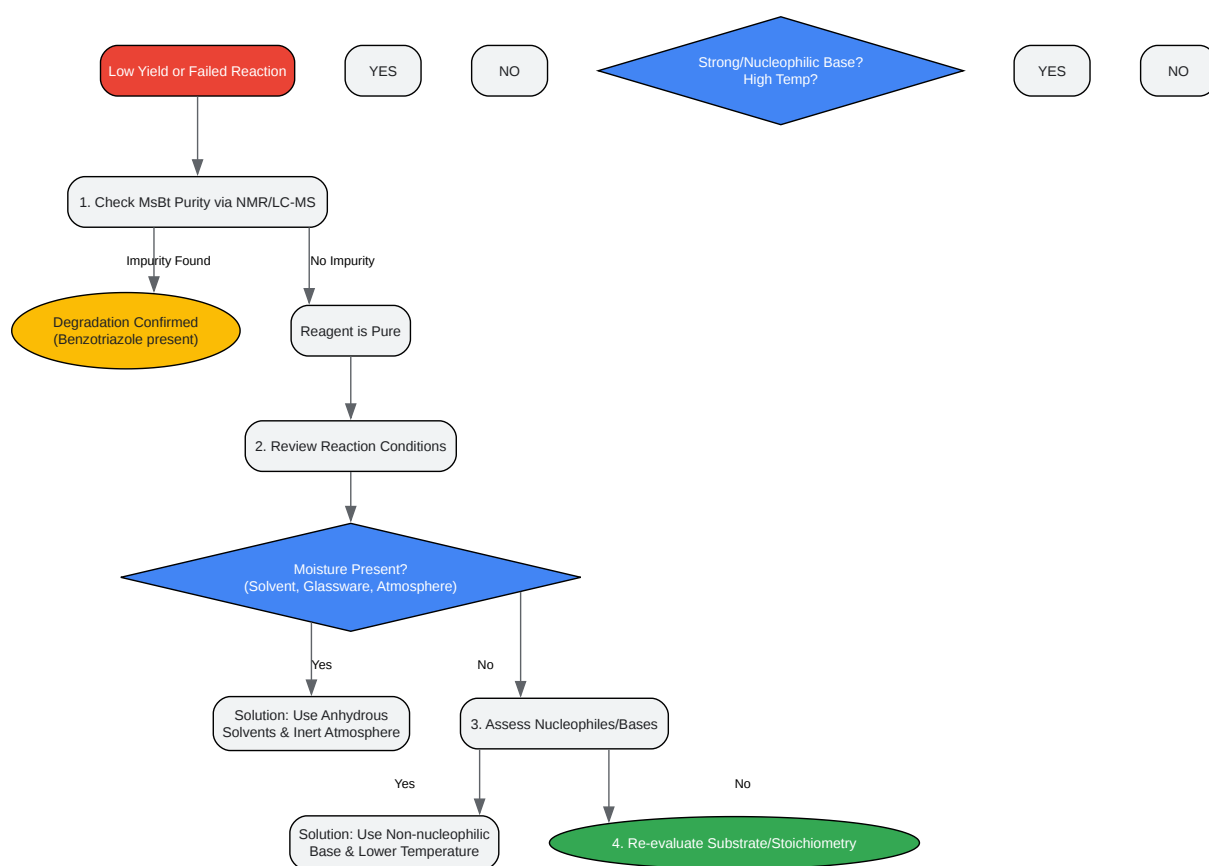 Low Yield or Failed Reaction
YES
NO
Strong/Nucleophilic Base?
High Temp?
YES
NO
1. Check MsBt Purity via NMR/LC-MS
Impurity Found
No Impurity
Degradation Confirmed
(Benzotriazole present)
Reagent is Pure
2. Review Reaction Conditions
Moisture Present?
(Solvent, Glassware, Atmosphere)
Yes
No
Solution: Use Anhydrous
Solvents & Inert Atmosphere
3. Assess Nucleophiles/Bases
Yes
No
Solution: Use Non-nucleophilic
Base & Lower Temperature
4. Re-evaluate Substrate/Stoichiometry